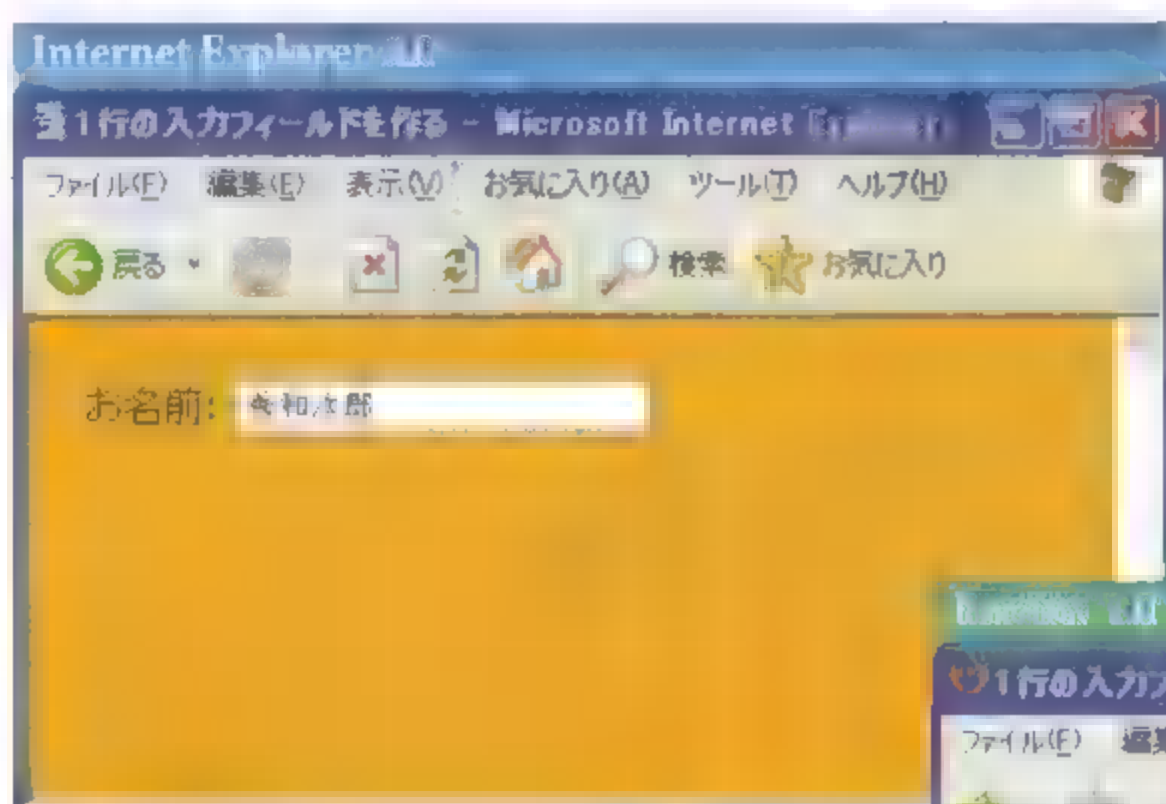 Internet Explorer
1行の入力フィールドを作る - Microsoft Internet
ファイル(F) 編集(E) 表示(V) お気に入り(A) ツール(T) ヘルプ(H)
戻る 検索 お気に入り
お名前:
1行の入力フ
ファイル(F) 編集